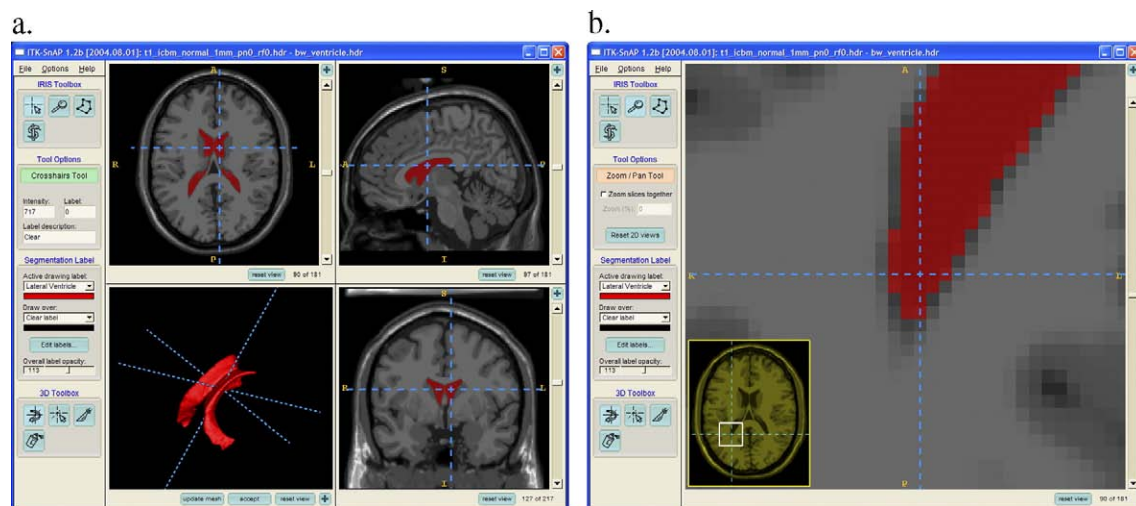 a.
ITK-SnAP 1.2b [2004.08.01]: t1_icbm_normal_1mm_pn0_rf0.hdr - bw_ventricle.hdr
File Options Help
IRIS Toolbox
Tool Options
Crosshairs Tool
Intensity: Label:
717 0
Label description:
Clear
Segmentation Label
Active drawing label:
Lateral Ventricle
Draw over:
Clear label
Edit labels...
Overall label opacity:
113
3D Toolbox
A
R L
P
reset view 90 of 181
S
A P
I
reset view 97 of 181
update mesh accept reset view
S
R L
I
reset view 127 of 217
b.
ITK-SnAP 1.2b [2004.08.01]: t1_icbm_normal_1mm_pn0_rf0.hdr - bw_ventricle.hdr
File Options Help
IRIS Toolbox
Tool Options
Zoom / Pan Tool
Zoom slices together
Zoom (%): 0
Reset 2D views
Segmentation Label
Active drawing label:
Lateral Ventricle
Draw over:
Clear label
Edit labels...
Overall label opacity:
113
3D Toolbox
A
R L
P
reset view 90 of 181